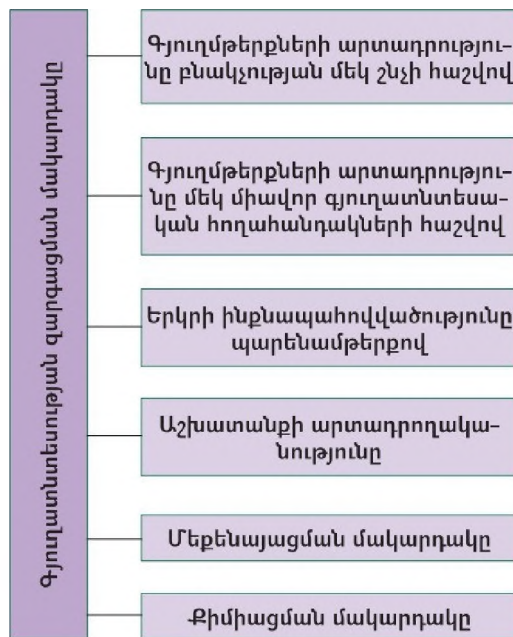 Գյուղատնտեսության զարգացման մակարդակը
Գյուղմթերքների արտադրությու-
նը բնակչության մեկ շնչի հաշվով
Գյուղմթերքների արտադրությու-
նը մեկ միավոր գյուղատնտեսա-
կան հողահանդակների հաշվով
Երկրի ինքնապահովվածությունը
պարենամթերքով
Աշխատանքի արտադրողակա-
նությունը
Մեքենայացման մակարդակը
Քիմիացման մակարդակը